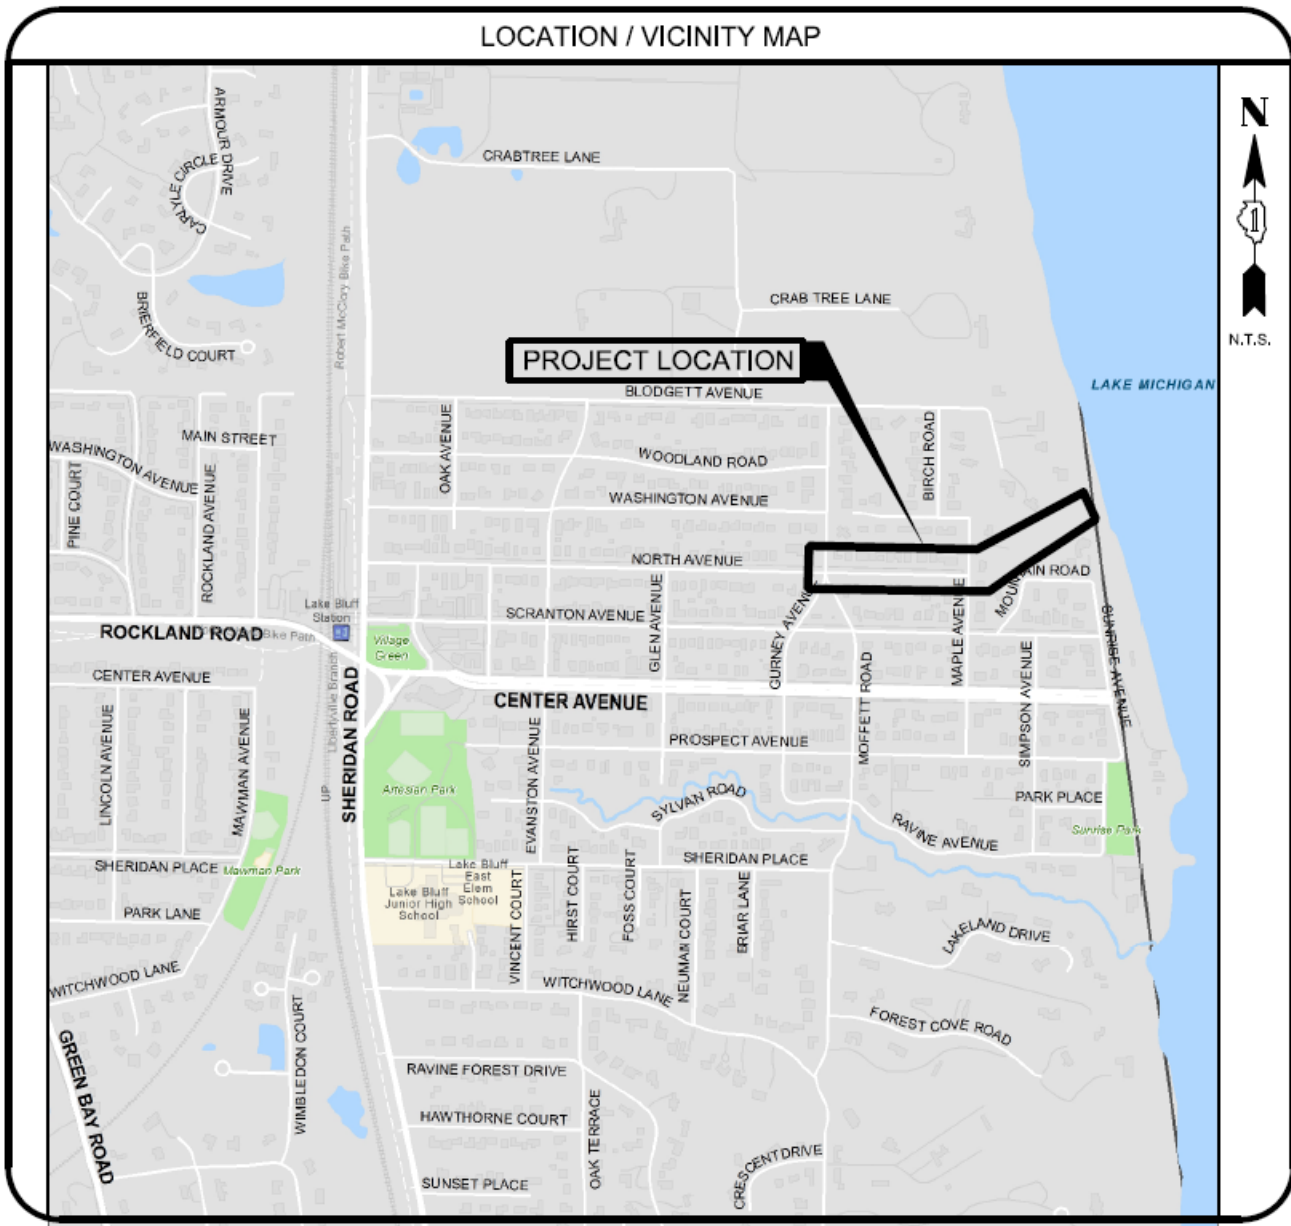 LOCATION / VICINITY MAP
N
1
N.T.S.
ARMOUR DRIVE
CARLYLE CIRCLE
CRABTREE LANE
Robert McClory Bike Path
BRIERFIELD COURT
CRAB TREE LANE
PROJECT LOCATION
LAKE MICHIGAN
BLODGETT AVENUE
OAK AVENUE
BIRCH ROAD
MAIN STREET
WASHINGTON AVENUE
PINE COURT
ROCKLAND AVENUE
WOODLAND ROAD
WASHINGTON AVENUE
NORTH AVENUE
MOUNTAIN ROAD
Lake Bluff
Station
SCRANTON AVENUE
GLEN AVENUE
GURNEY AVENUE
MAPLE AVENUE
SUNRISE AVENUE
ROCKLAND ROAD
Bike Path
Village
Green
CENTER AVENUE
SHERIDAN ROAD
Libertyville Branch
UP
CENTER AVENUE
MOFFETT ROAD
SIMPSON AVENUE
LINCOLN AVENUE
MAWMAN AVENUE
EVANSTON AVENUE
PROSPECT AVENUE
Artesian Park
SYLVAN ROAD
PARK PLACE
RAVINE AVENUE
Sunrise Park
SHERIDAN PLACE
Mawman Park
Lake Bluff
East
Elem
School
SHERIDAN PLACE
Lake Bluff
Junior High
School
VINCENT COURT
HIRST COURT
FOSS COURT
NEUMAN COURT
BRIAR LANE
PARK LANE
LAKELAND DRIVE
WITCHWOOD LANE
WITCHWOOD LANE
FOREST COVE ROAD
GREEN BAY ROAD
WIMBLEDON COURT
RAVINE FOREST DRIVE
HAWTHORNE COURT
OAK TERRACE
CRESCENT DRIVE
SUNSET PLACE